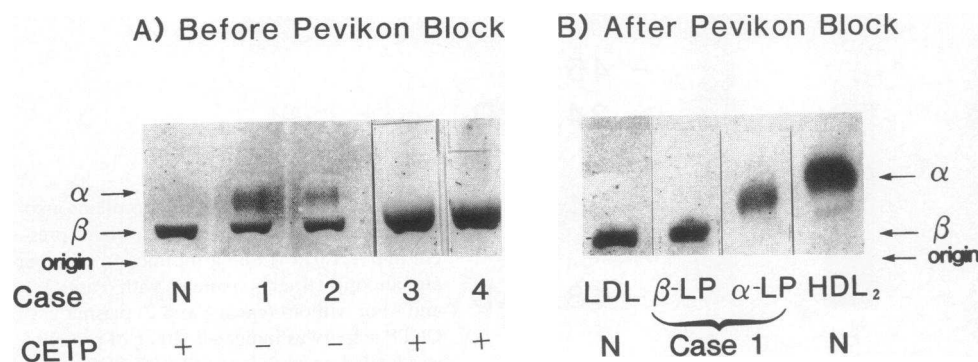 A) Before Pevikon Block
B) After Pevikon Block
α
β
origin
Case N 1 2 3 4
CETP + − − + +
α
β
origin
LDL β-LP α-LP HDL₂
N Case 1 N